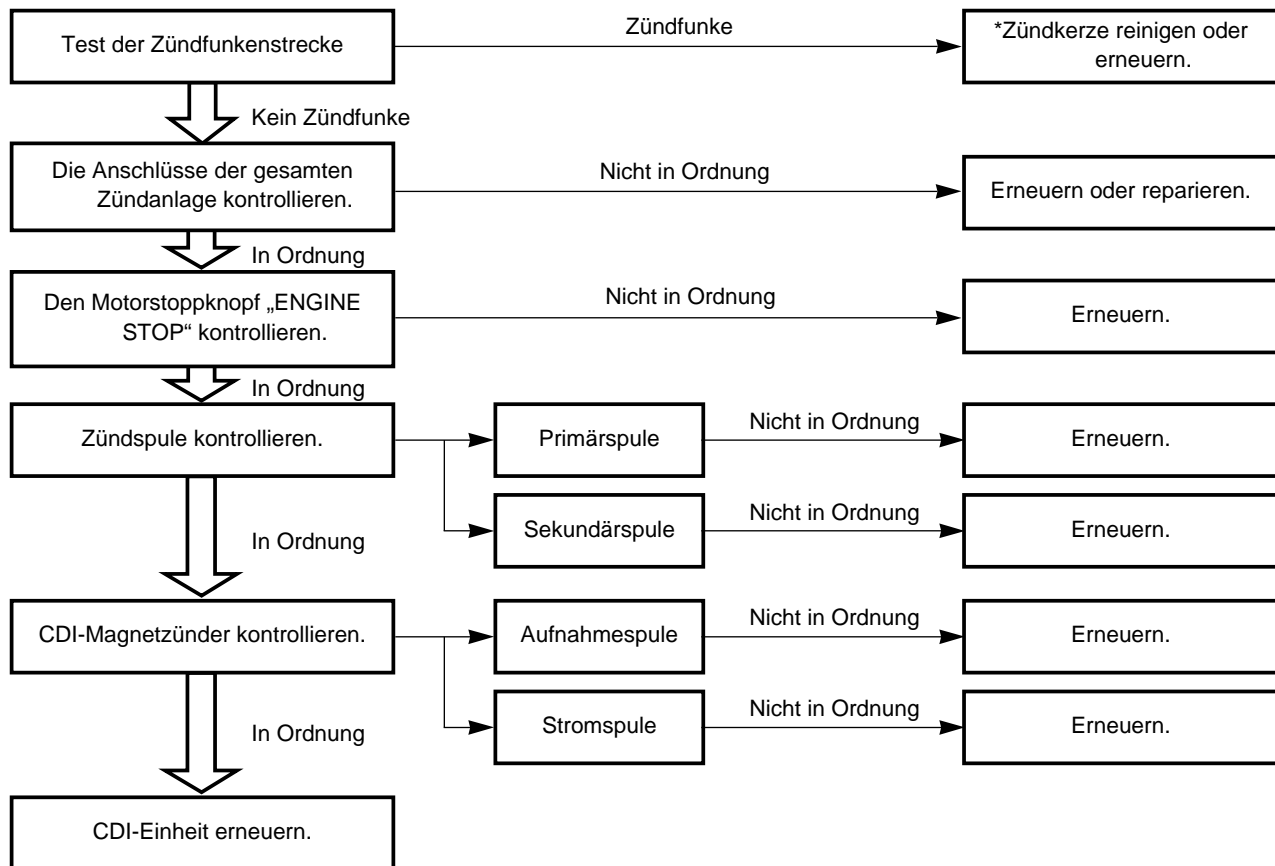 Test der Zündfunkenstrecke
Zündfunke
*Zündkerze reinigen oder
erneuern.
Kein Zündfunke
Die Anschlüsse der gesamten
Zündanlage kontrollieren.
Nicht in Ordnung
Erneuern oder reparieren.
In Ordnung
Den Motorstoppknopf „ENGINE
STOP“ kontrollieren.
Nicht in Ordnung
Erneuern.
In Ordnung
Zündspule kontrollieren.
Primärspule
Nicht in Ordnung
Erneuern.
Sekundärspule
Nicht in Ordnung
Erneuern.
In Ordnung
CDI-Magnetzünder kontrollieren.
Aufnahmespule
Nicht in Ordnung
Erneuern.
Stromspule
Nicht in Ordnung
Erneuern.
In Ordnung
CDI-Einheit erneuern.